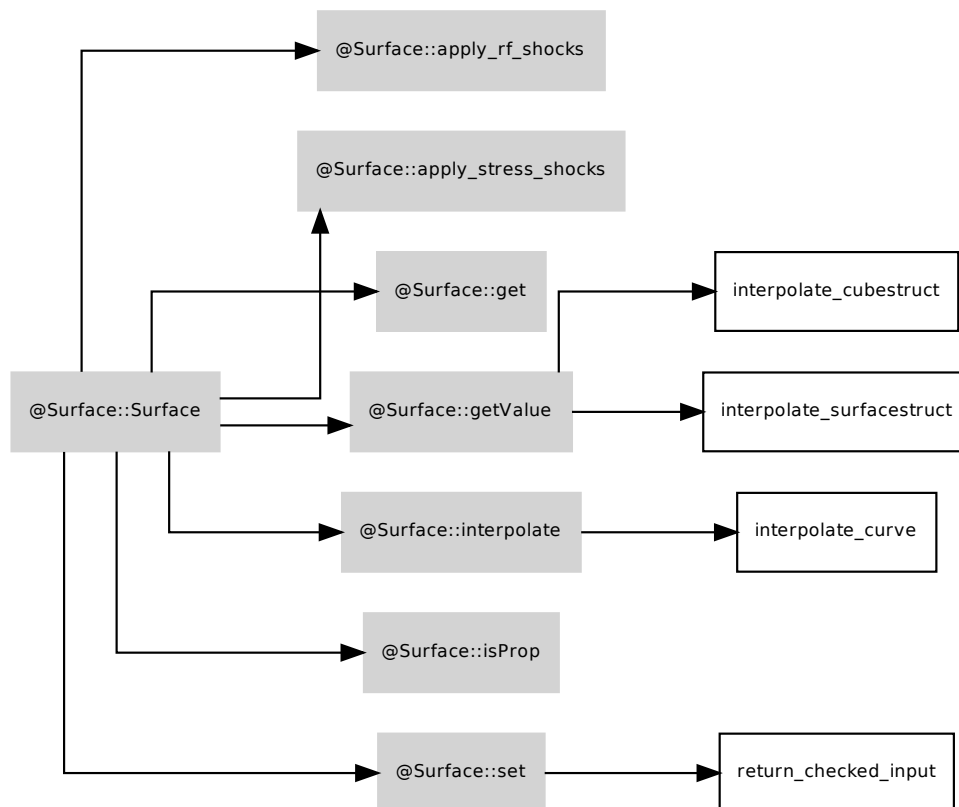 @Surface::apply_rf_shocks
@Surface::apply_stress_shocks
@Surface::get
interpolate_cubestruct
@Surface::Surface
@Surface::getValue
interpolate_surfacestruct
@Surface::interpolate
interpolate_curve
@Surface::isProp
@Surface::set
return_checked_input